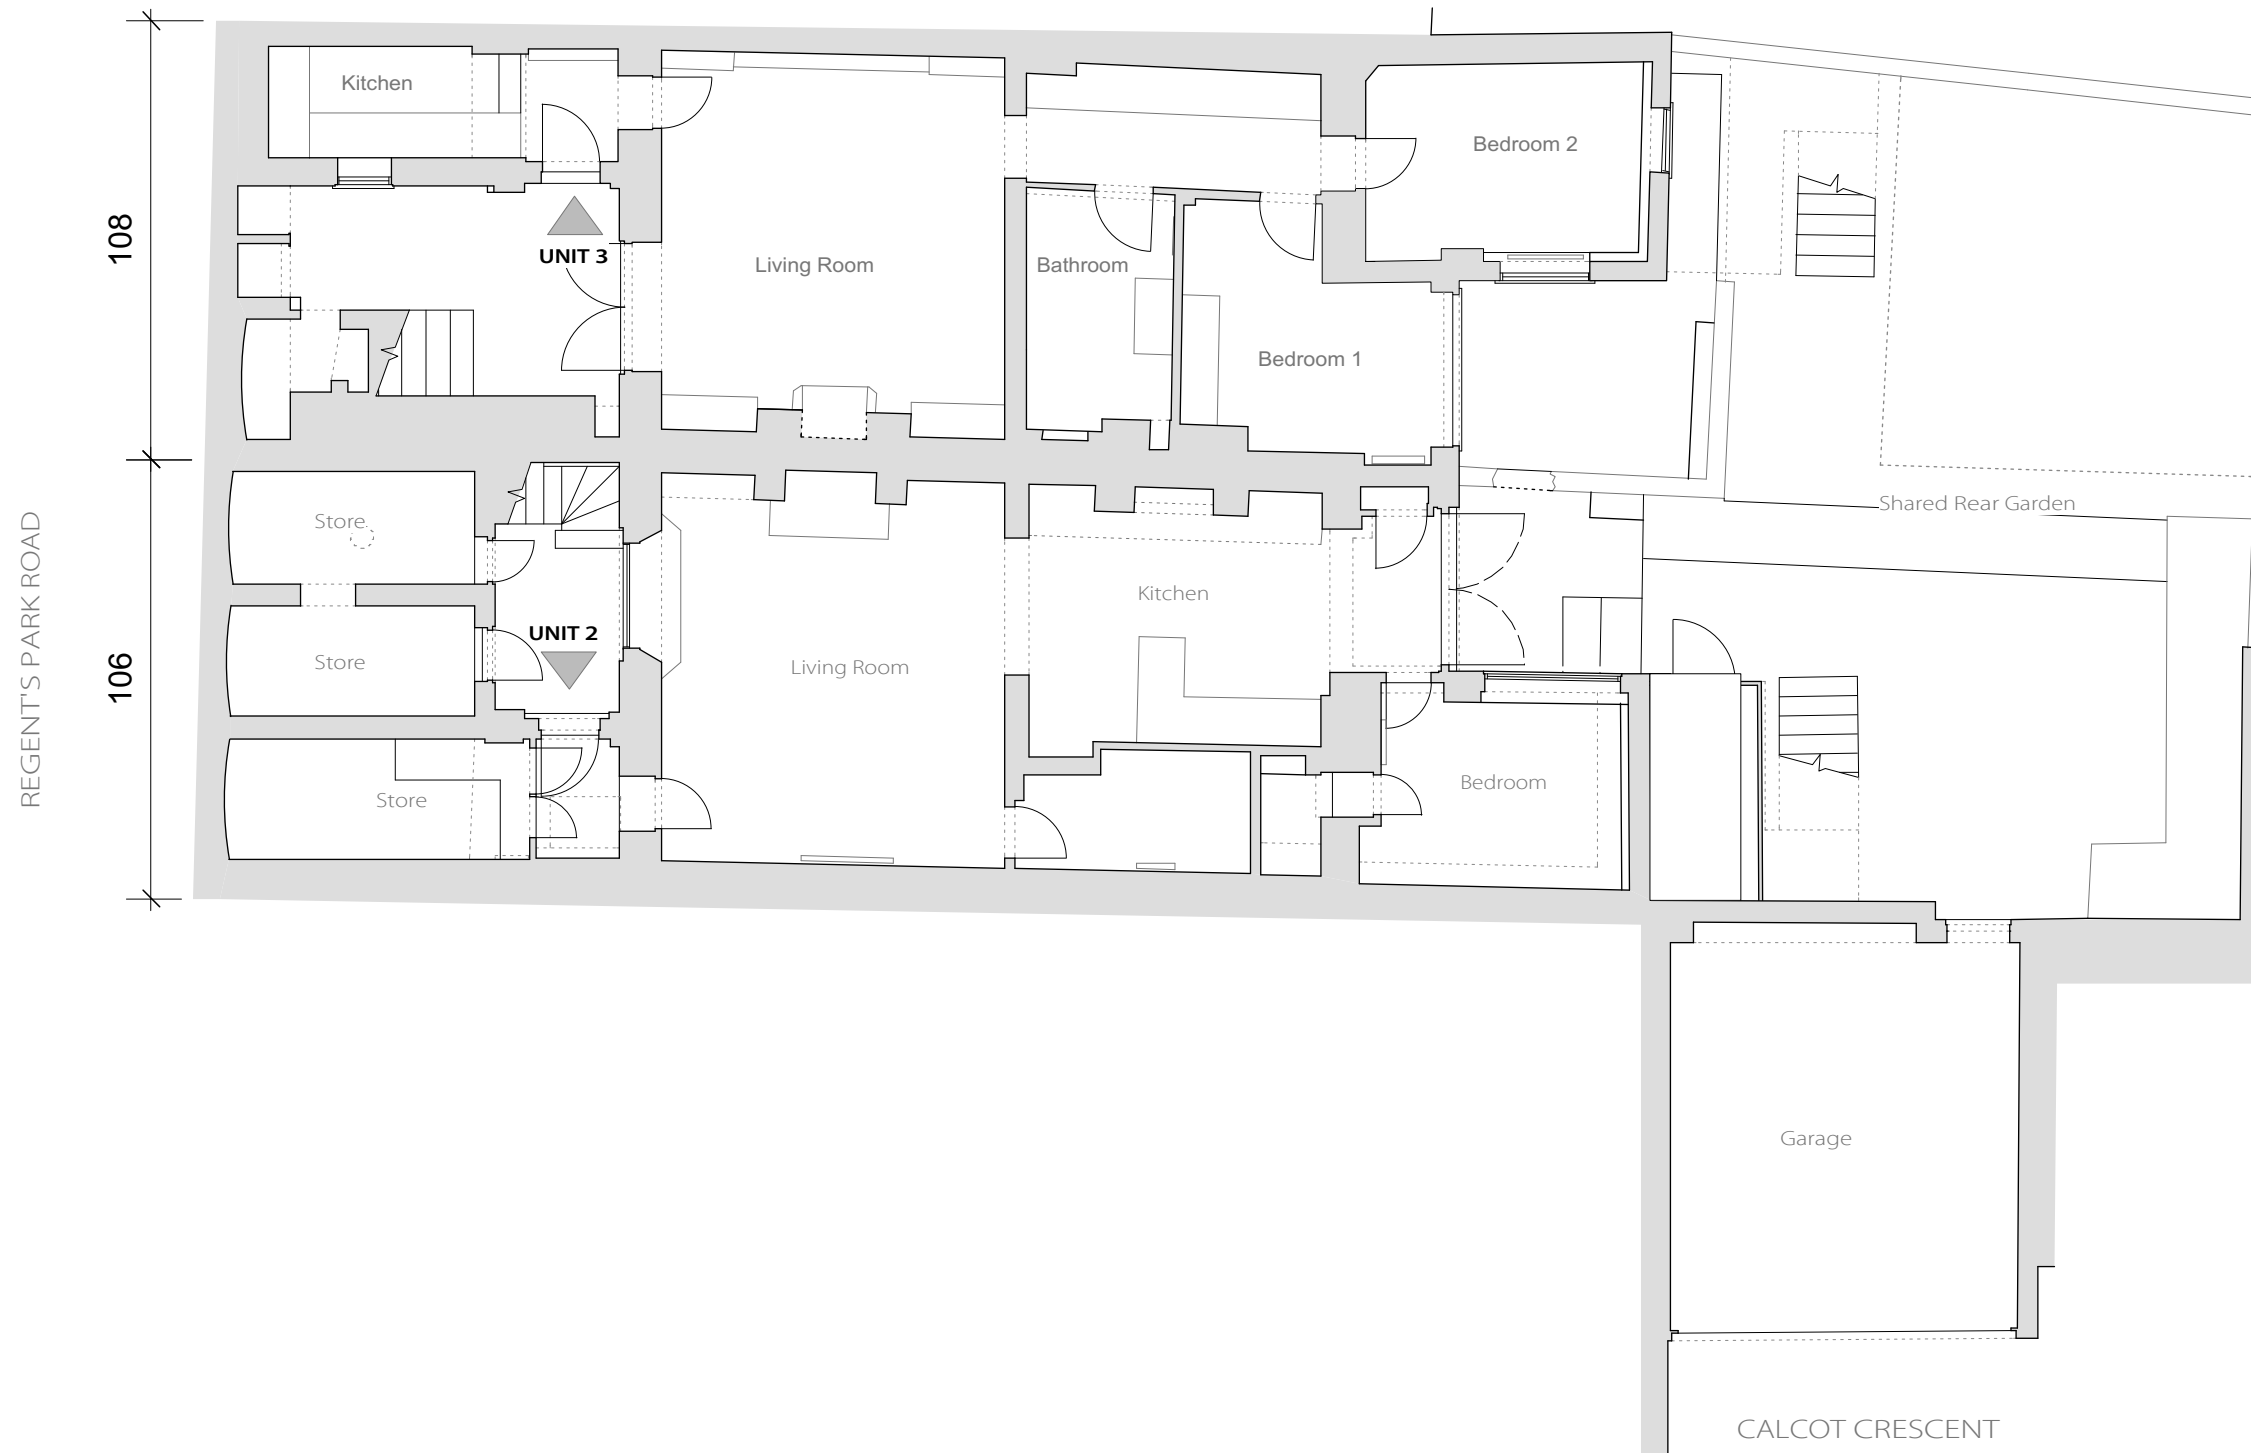 Kitchen
Bedroom 2
108
UNIT 3
Living Room
Bathroom
Bedroom 1
Shared Rear Garden
REGENT'S PARK ROAD
106
Store
Kitchen
UNIT 2
Store
Living Room
Store
Bedroom
Garage
CALCOT CRESCENT